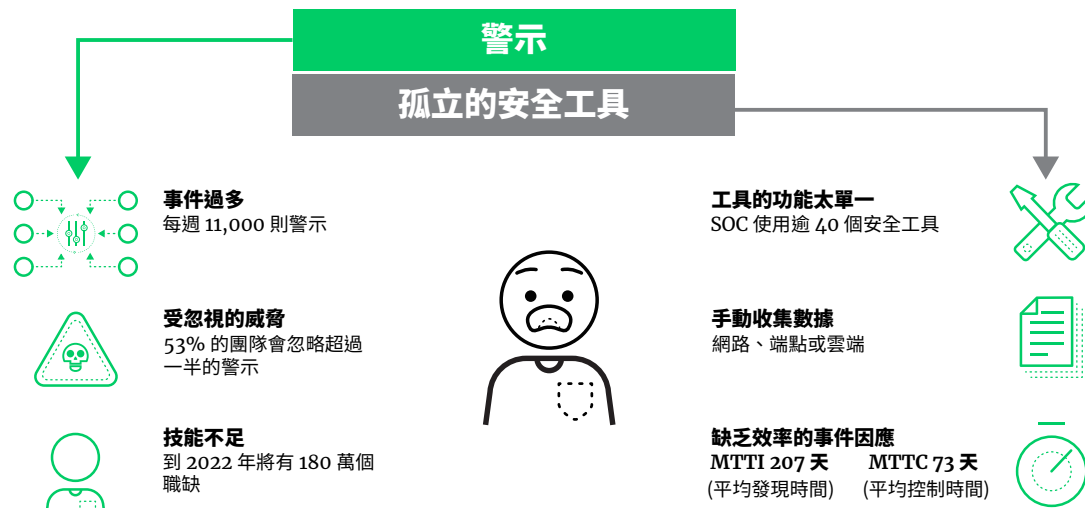 警示
孤立的安全工具
事件過多
每週 11,000 則警示
受忽視的威脅
53% 的團隊會忽略超過
一半的警示
技能不足
到 2022 年將有 180 萬個
職缺
工具的功能太單一
SOC 使用逾 40 個安全工具
手動收集數據
網路、端點或雲端
缺乏效率的事件因應
MTTI 207 天 MTTC 73 天
(平均發現時間) (平均控制時間)